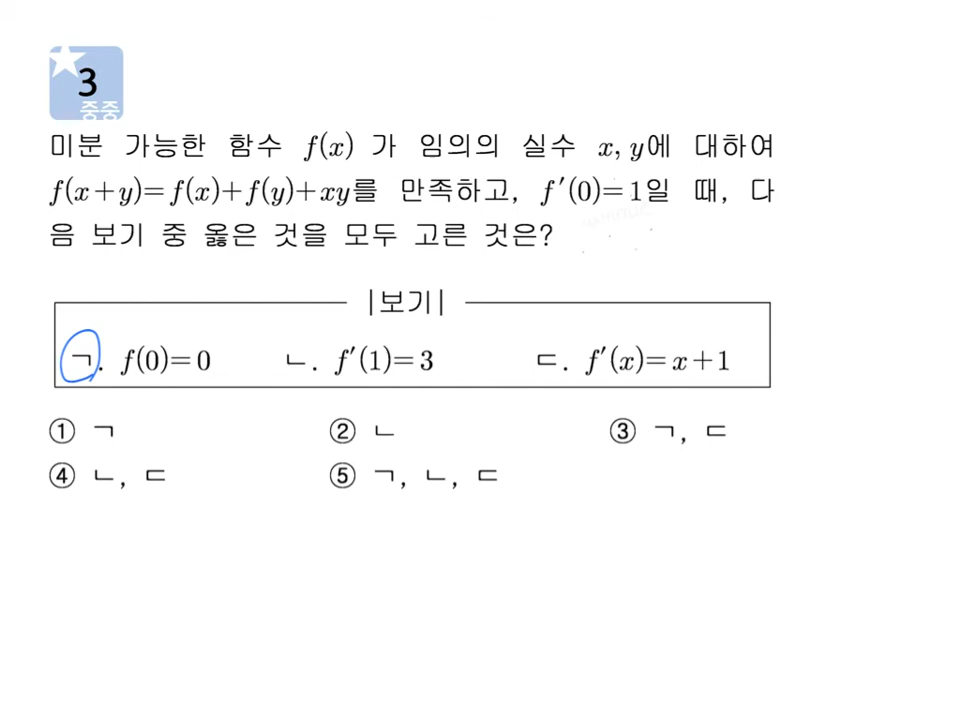 3
중중
미분 가능한 함수 f(x) 가 임의의 실수 x, y에 대하여
f(x+y)=f(x)+f(y)+xy를 만족하고, f′(0)=1일 때, 다
음 보기 중 옳은 것을 모두 고른 것은?
|보기|
ㄱ. f(0)=0 ㄴ. f′(1)=3 ㄷ. f′(x)=x+1
① ㄱ ② ㄴ ③ ㄱ, ㄷ
④ ㄴ, ㄷ ⑤ ㄱ, ㄴ, ㄷ